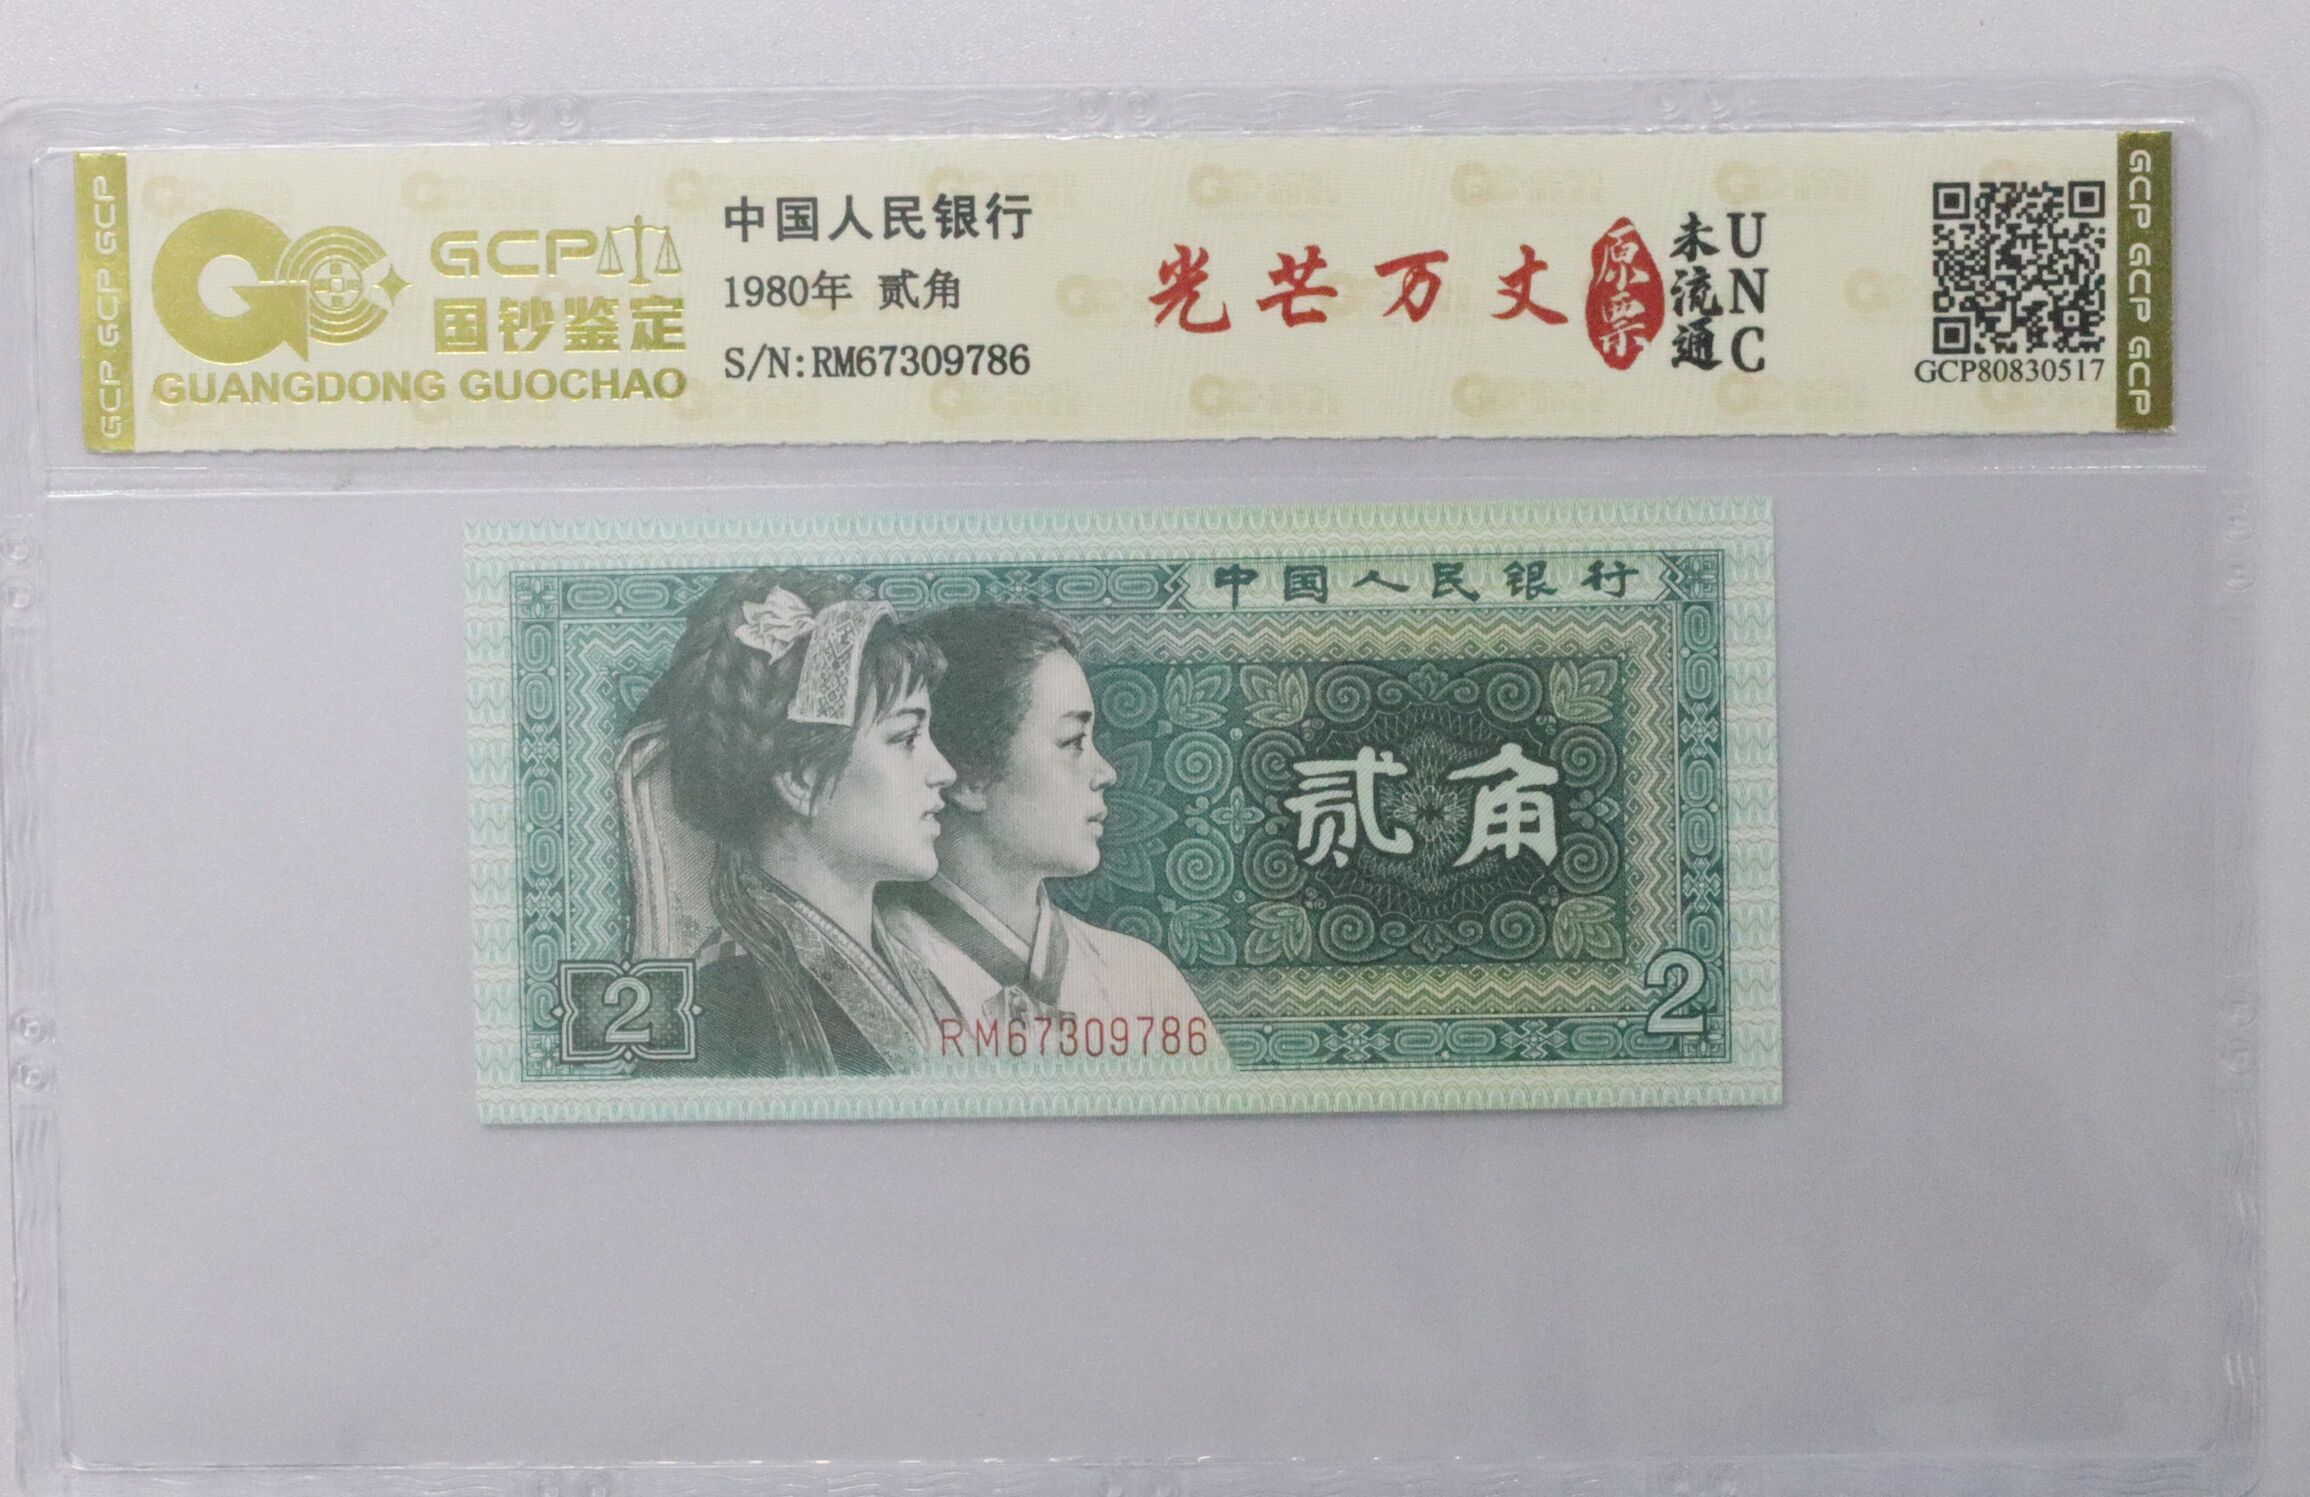 GCP GCP GCP
GCP
国钞鉴定
GUANGDONG GUOCHAO
中国人民银行
1980年 贰角
S/N:RM67309786
光芒万丈
原票
未流通
UNC
GCP80830517
GCP GCP GCP
中国人民银行
贰角
2
2
RM67309786